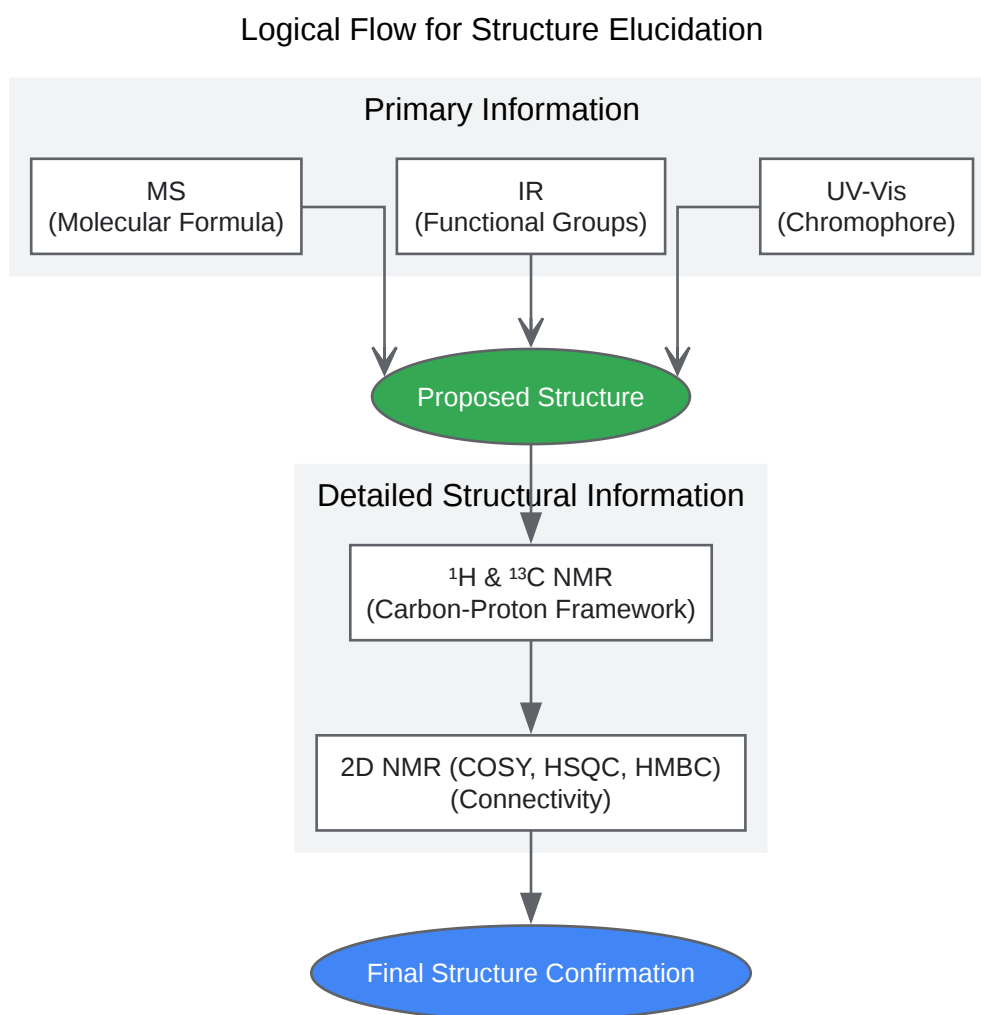 Logical Flow for Structure Elucidation
Primary Information
MS
(Molecular Formula)
IR
(Functional Groups)
UV-Vis
(Chromophore)
Proposed Structure
Detailed Structural Information
¹H & ¹³C NMR
(Carbon-Proton Framework)
2D NMR (COSY, HSQC, HMBC)
(Connectivity)
Final Structure Confirmation